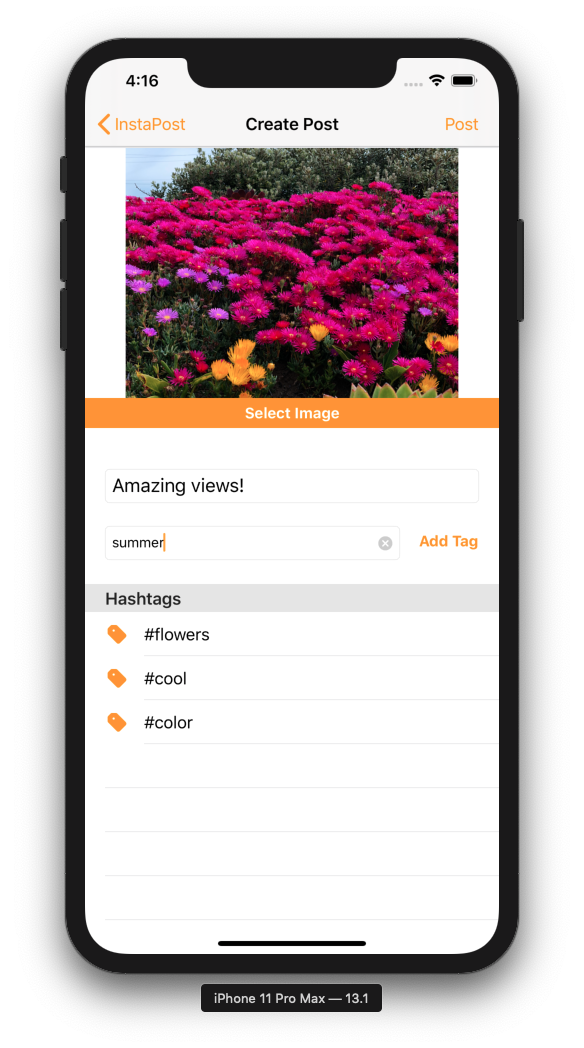 4:16
InstaPost Create Post Post
Select Image
Amazing views!
summer Add Tag
Hashtags
#flowers
#cool
#color
iPhone 11 Pro Max — 13.1